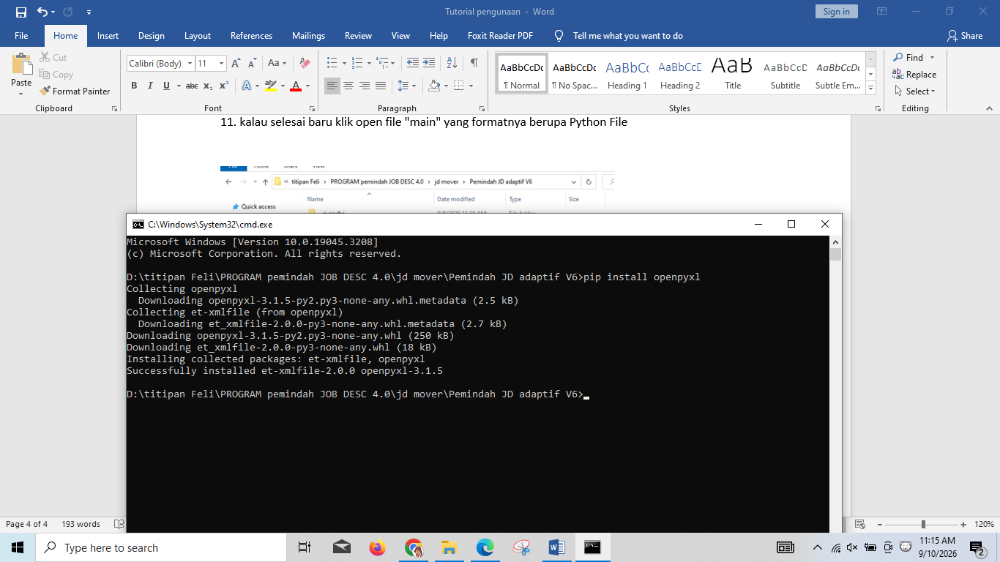 Tutorial pengunaan - Word
Sign in
File Home Insert Design Layout References Mailings Review View Help Foxit Reader PDF Tell me what you want to do Share
Cut
Copy
Format Painter
Paste
Clipboard
Calibri (Body) 11
Font
Paragraph
AaBbCcDc AaBbCcDc AaBbCc AaBbCcD AaB AaBbCcD AaBbCcDc
¶ Normal ¶ No Spac... Heading 1 Heading 2 Title Subtitle Subtle Em...
Styles
Find
Replace
Select
Editing
11. kalau selesai baru klik open file "main" yang formatnya berupa Python File
File Home Share View
« titipan Feli › PROGRAM pemindah JOB DESC 4.0 › jd mover › Pemindah JD adaptif V6
Quick access
Name Date modified Type Size
C:\Windows\System32\cmd.exe
Microsoft Windows [Version 10.0.19045.3208]
(c) Microsoft Corporation. All rights reserved.
D:\titipan Feli\PROGRAM pemindah JOB DESC 4.0\jd mover\Pemindah JD adaptif V6>pip install openpyxl
Collecting openpyxl
Downloading openpyxl-3.1.5-py2.py3-none-any.whl.metadata (2.5 kB)
Collecting et-xmlfile (from openpyxl)
Downloading et_xmlfile-2.0.0-py3-none-any.whl.metadata (2.7 kB)
Downloading openpyxl-3.1.5-py2.py3-none-any.whl (250 kB)
Downloading et_xmlfile-2.0.0-py3-none-any.whl (18 kB)
Installing collected packages: et-xmlfile, openpyxl
Successfully installed et-xmlfile-2.0.0 openpyxl-3.1.5
D:\titipan Feli\PROGRAM pemindah JOB DESC 4.0\jd mover\Pemindah JD adaptif V6>
Page 4 of 4 193 words
120%
Type here to search
11:15 AM
9/10/2026
2